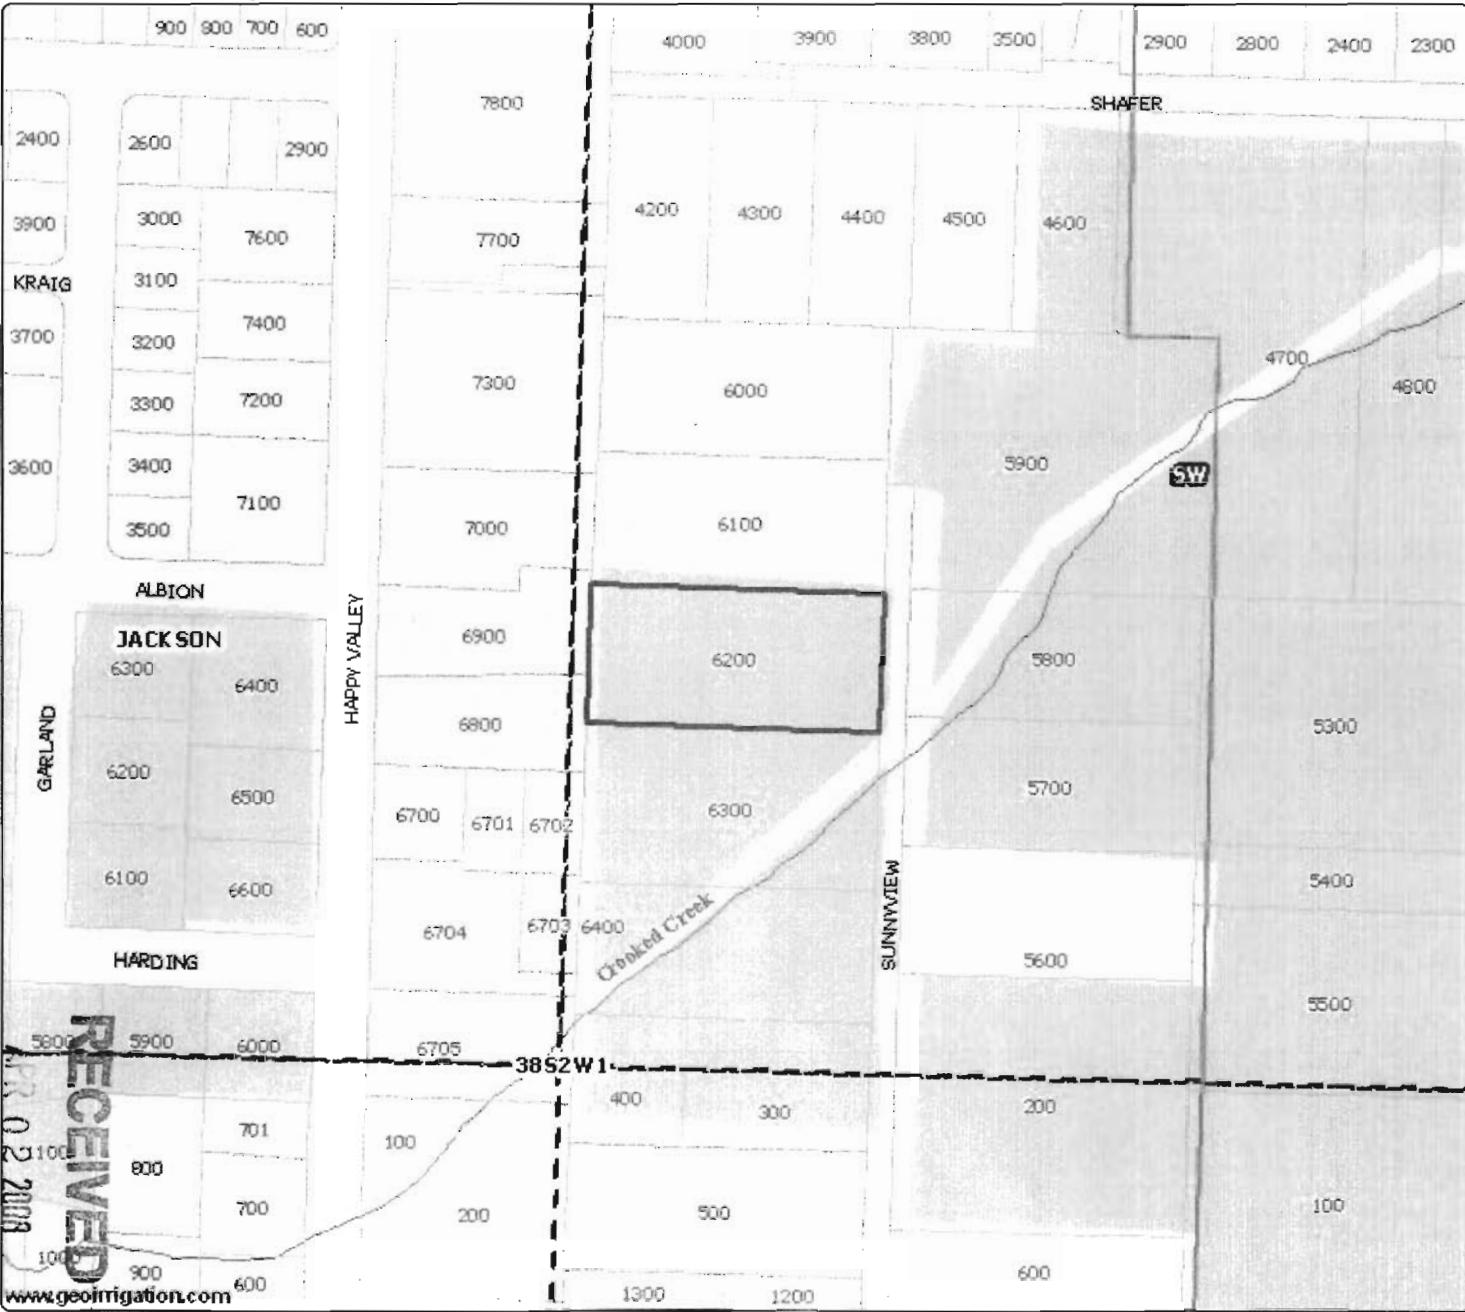 900 800 700 600
4000 3900 3800 3500 2900 2800 2400 2300
7800
SHAFER
2400 2600 2900
3900 3000 7600 7700 4200 4300 4400 4500 4600
KRAIG 3100
3700 3200 7400 4700
3300 7200 7300 6000 4800
3600 3400 5900 SW
7100
3500 7000 6100
ALBION
HAPPY VALLEY
JACKSON
6300 6400 6900 6200 5800
GARLAND
6800 5300
6200 6500 5700
6700 6701 6702 6300
6100 6600 5400
SUNNYVIEW
6704 6703 6400
Crooked Creek
HARDING 5600
5500
5800 5900 6000 6705
38S2W1
RECEIVED
400 300 200
701 100
800
700 200 500 100
02
1000
900 600 600
www.geoirrigation.com 1300 1200